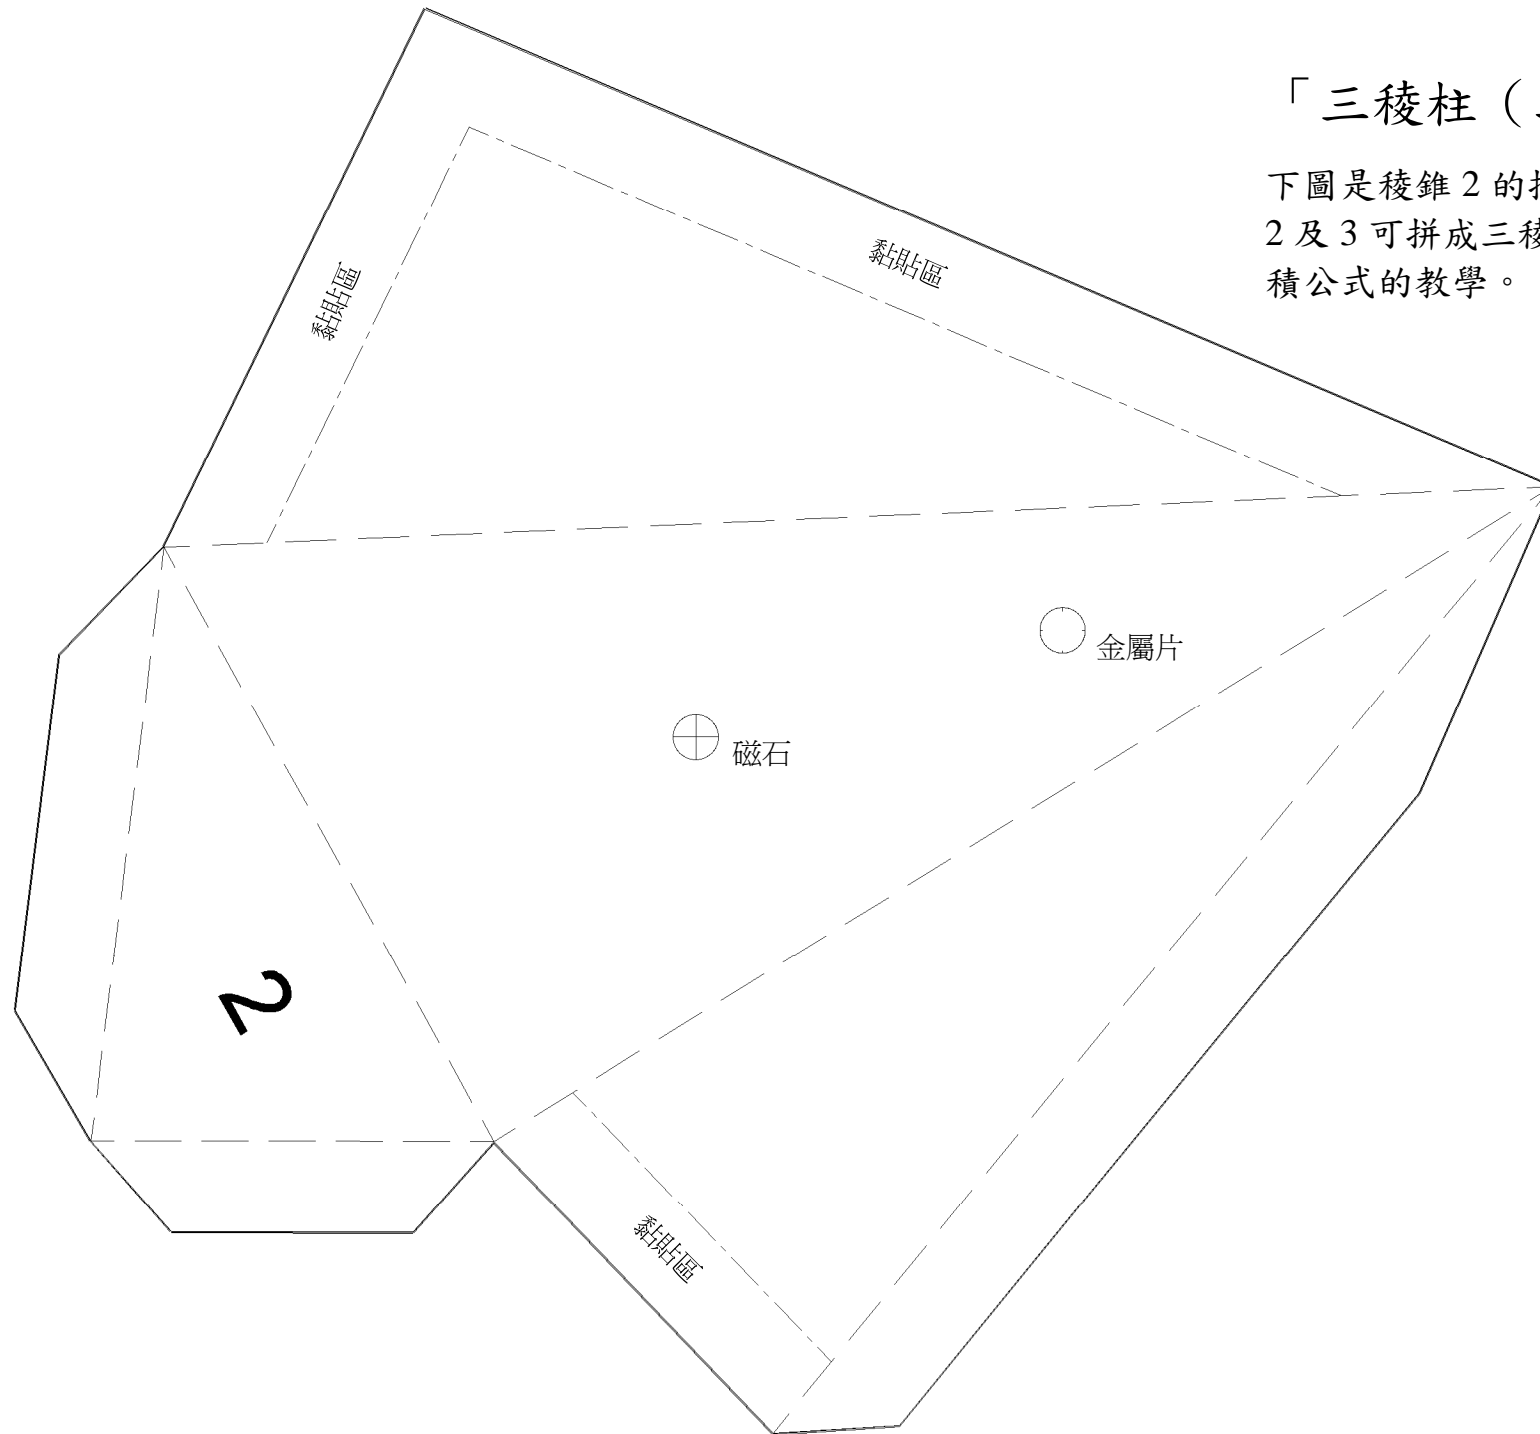 「三稜柱（
下圖是稜錐 2 的
2 及 3 可拼成三稜
積公式的教學。
黏貼區
黏貼區
金屬片
磁石
2
黏貼區